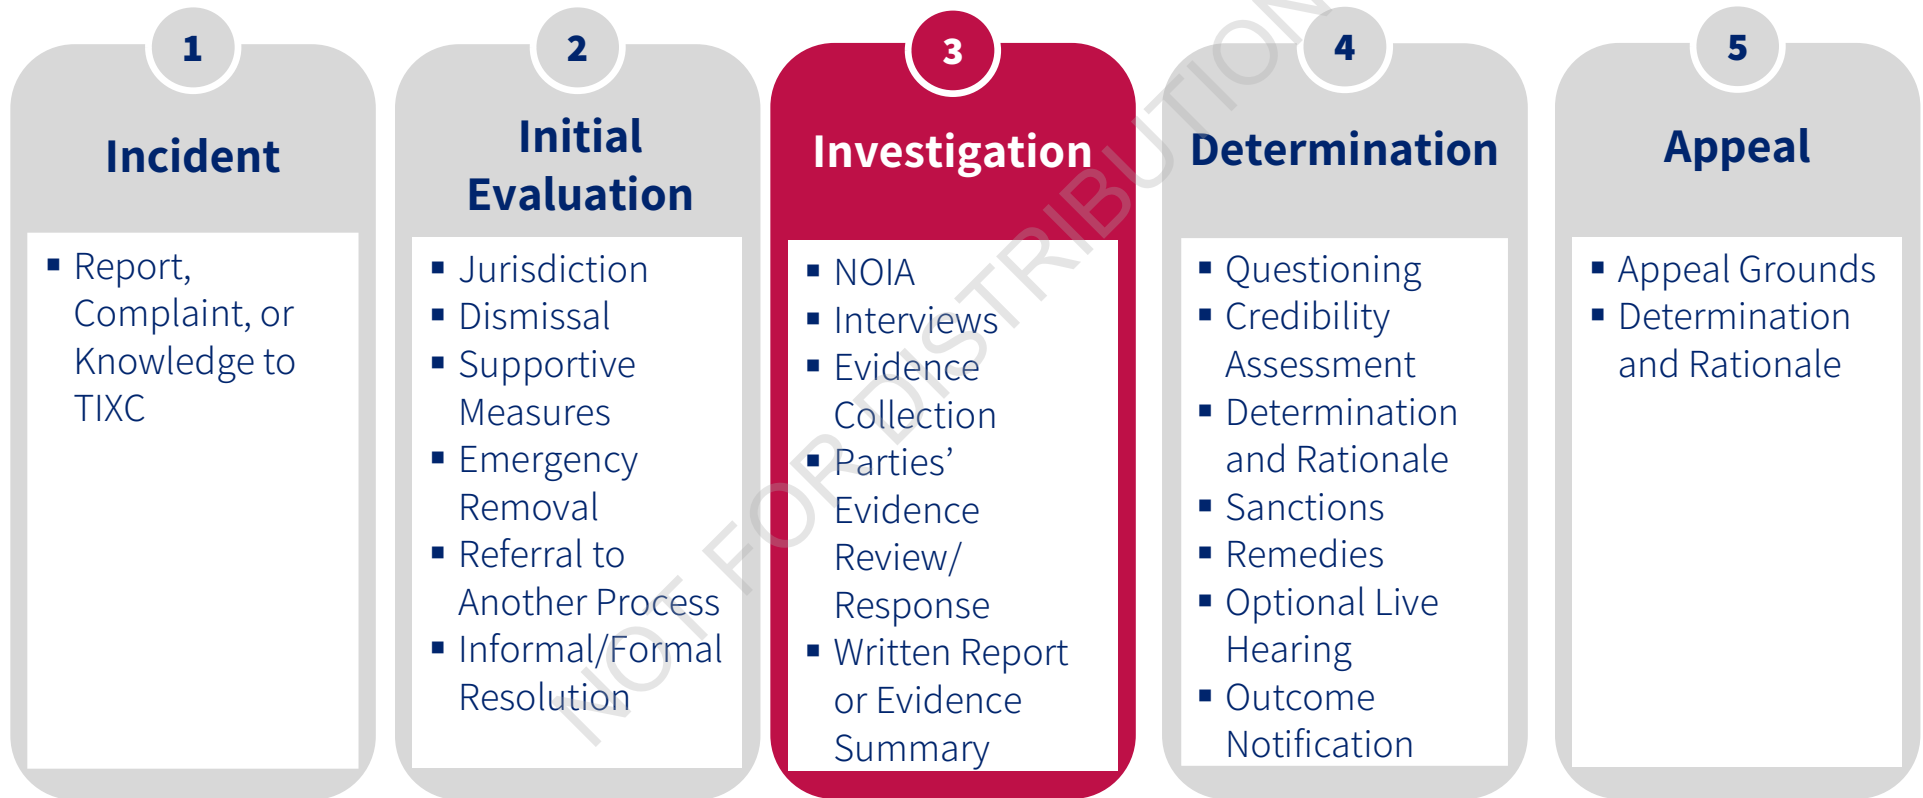 1
Incident
▪ Report,
Complaint, or
Knowledge to
TIXC
2
Initial
Evaluation
▪ Jurisdiction
▪ Dismissal
▪ Supportive
Measures
▪ Emergency
Removal
▪ Referral to
Another Process
▪ Informal/Formal
Resolution
3
Investigation
▪ NOIA
▪ Interviews
▪ Evidence
Collection
▪ Parties’
Evidence
Review/
Response
▪ Written Report
or Evidence
Summary
4
Determination
▪ Questioning
▪ Credibility
Assessment
▪ Determination
and Rationale
▪ Sanctions
▪ Remedies
▪ Optional Live
Hearing
▪ Outcome
Notification
5
Appeal
▪ Appeal Grounds
▪ Determination
and Rationale
NOT FOR DISTRIBUTION